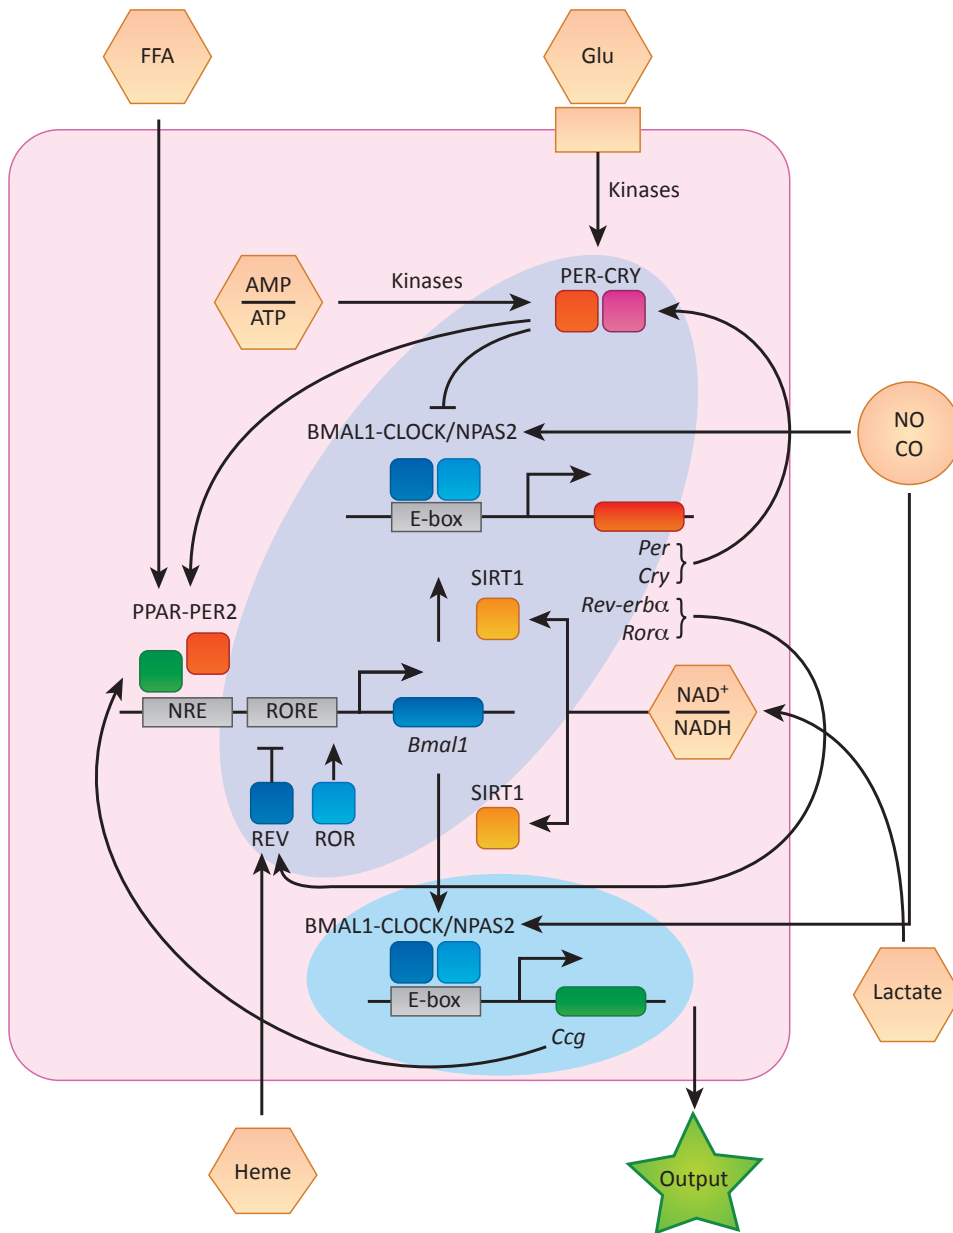 FFA
Glu
Kinases
PER-CRY
AMP
ATP
Kinases
NO
CO
BMAL1-CLOCK/NPAS2
E-box
Per
Cry
SIRT1
Rev-erbα
Rorα
PPAR-PER2
NRE
RORE
Bmal1
NAD+
NADH
SIRT1
REV
ROR
BMAL1-CLOCK/NPAS2
E-box
Ccg
Lactate
Heme
Output